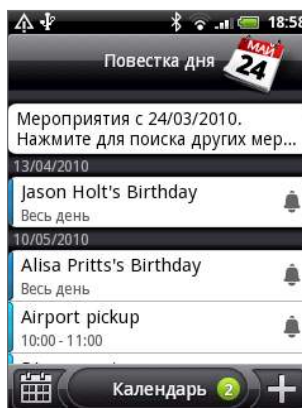 18:58
Повестка дня
МАЙ
24
Мероприятия с 24/03/2010.
Нажмите для поиска других мер...
13/04/2010
Jason Holt's Birthday
Весь день
10/05/2010
Alisa Pritts's Birthday
Весь день
Airport pickup
10:00 - 11:00
Календарь 2